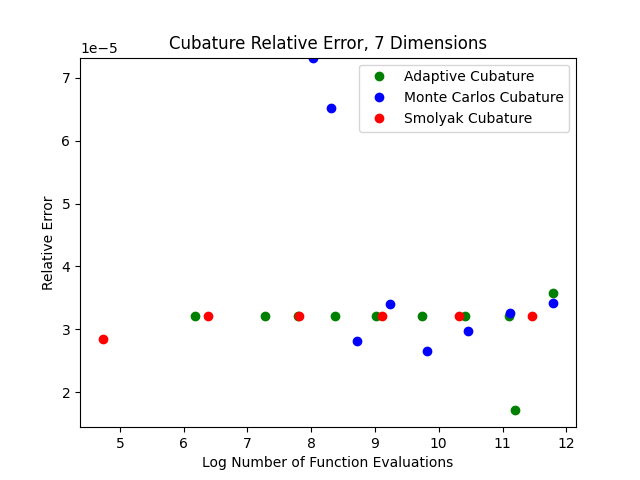 Cubature Relative Error, 7 Dimensions
1e−5
Adaptive Cubature
Monte Carlos Cubature
Smolyak Cubature
7
6
5
4
3
2
Relative Error
5 6 7 8 9 10 11 12
Log Number of Function Evaluations